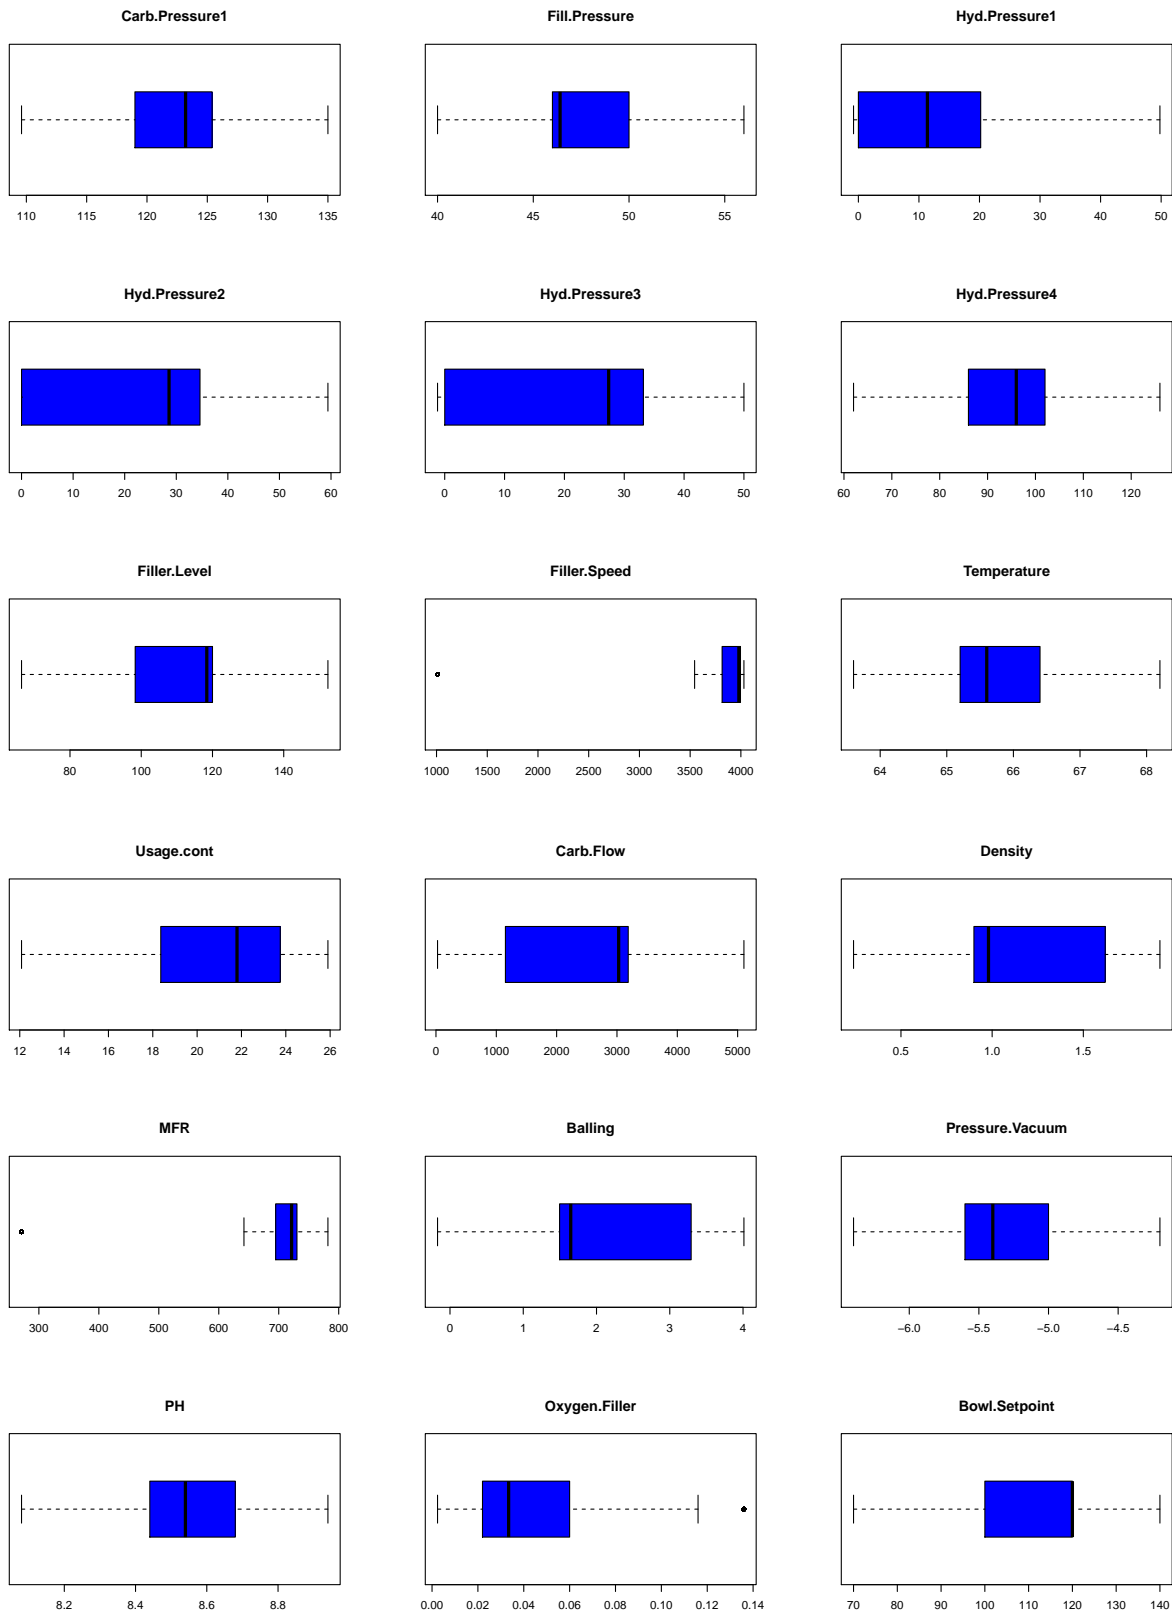 Carb.Pressure1 Fill.Pressure Hyd.Pressure1
110 115 120 125 130 135 40 45 50 55 0 10 20 30 40 50
Hyd.Pressure2 Hyd.Pressure3 Hyd.Pressure4
0 10 20 30 40 50 60 0 10 20 30 40 50 60 70 80 90 100 110 120
Filler.Level Filler.Speed Temperature
80 100 120 140 1000 1500 2000 2500 3000 3500 4000 64 65 66 67 68
Usage.cont Carb.Flow Density
12 14 16 18 20 22 24 26 0 1000 2000 3000 4000 5000 0.5 1.0 1.5
MFR Balling Pressure.Vacuum
300 400 500 600 700 800 0 1 2 3 4 −6.0 −5.5 −5.0 −4.5
PH Oxygen.Filler Bowl.Setpoint
8.2 8.4 8.6 8.8 0.00 0.02 0.04 0.06 0.08 0.10 0.12 0.14 70 80 90 100 110 120 130 140